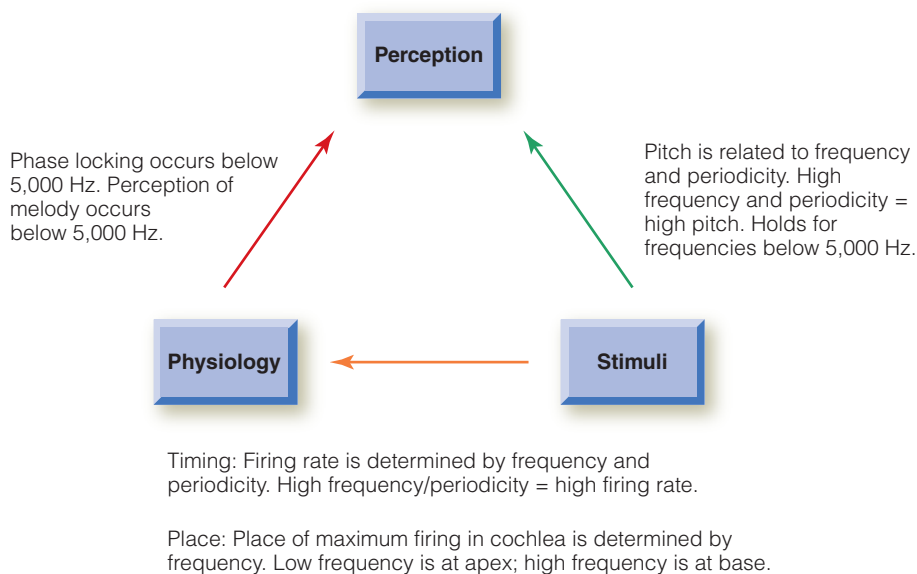 Perception
Phase locking occurs below
5,000 Hz. Perception of
melody occurs
below 5,000 Hz.
Pitch is related to frequency
and periodicity. High
frequency and periodicity =
high pitch. Holds for
frequencies below 5,000 Hz.
Physiology
Stimuli
Timing: Firing rate is determined by frequency and
periodicity. High frequency/periodicity = high firing rate.
Place: Place of maximum firing in cochlea is determined by
frequency. Low frequency is at apex; high frequency is at base.